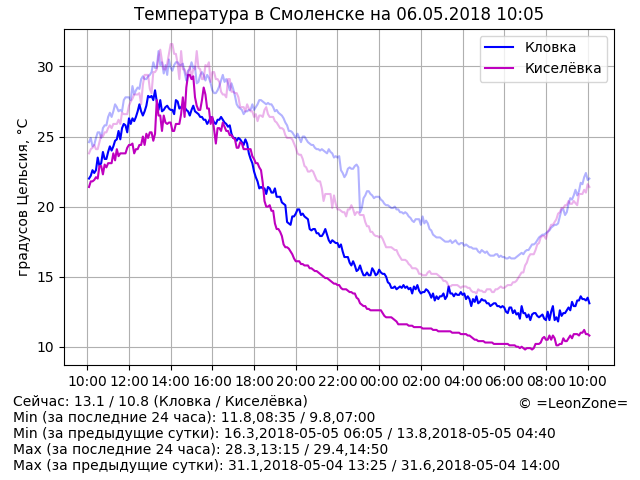 Температура в Смоленске на 06.05.2018 10:05
Кловка
Киселёвка
градусов Цельсия, °C
30
25
20
15
10
10:00 12:00 14:00 16:00 18:00 20:00 22:00 00:00 02:00 04:00 06:00 08:00 10:00
Сейчас: 13.1 / 10.8 (Кловка / Киселёвка)
© =LeonZone=
Min (за последние 24 часа): 11.8,08:35 / 9.8,07:00
Min (за предыдущие сутки): 16.3,2018-05-05 06:05 / 13.8,2018-05-05 04:40
Max (за последние 24 часа): 28.3,13:15 / 29.4,14:50
Max (за предыдущие сутки): 31.1,2018-05-04 13:25 / 31.6,2018-05-04 14:00